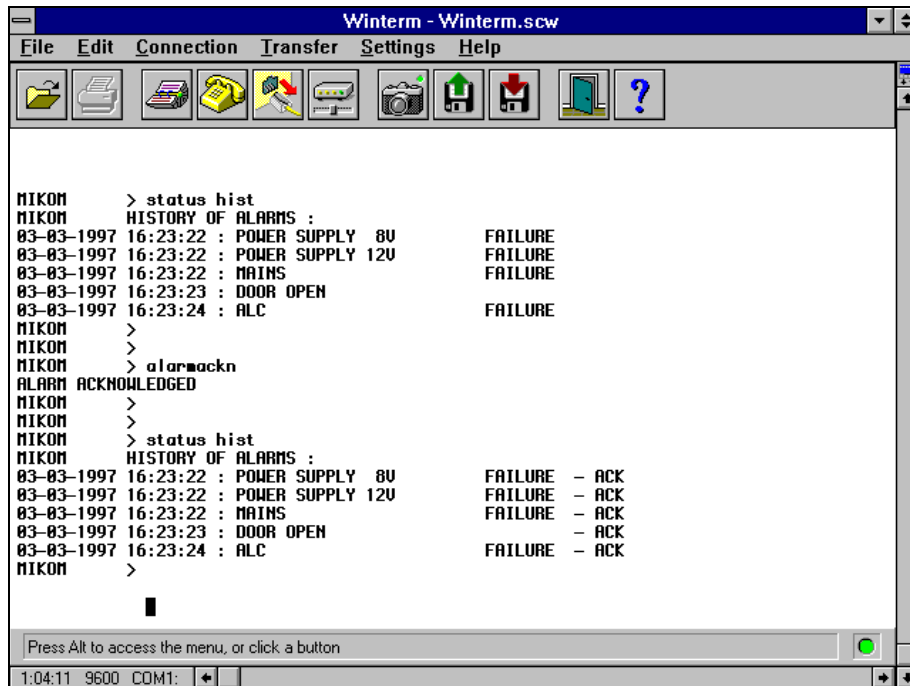 Winterm - Winterm.scw
File Edit Connection Transfer Settings Help
?
MIKOM > status hist
MIKOM HISTORY OF ALARMS :
03-03-1997 16:23:22 : POWER SUPPLY 8V FAILURE
03-03-1997 16:23:22 : POWER SUPPLY 12V FAILURE
03-03-1997 16:23:22 : MAINS FAILURE
03-03-1997 16:23:23 : DOOR OPEN
03-03-1997 16:23:24 : ALC FAILURE
MIKOM >
MIKOM >
MIKOM > alarmackn
ALARM ACKNOWLEDGED
MIKOM >
MIKOM >
MIKOM > status hist
MIKOM HISTORY OF ALARMS :
03-03-1997 16:23:22 : POWER SUPPLY 8V FAILURE - ACK
03-03-1997 16:23:22 : POWER SUPPLY 12V FAILURE - ACK
03-03-1997 16:23:22 : MAINS FAILURE - ACK
03-03-1997 16:23:23 : DOOR OPEN - ACK
03-03-1997 16:23:24 : ALC FAILURE - ACK
MIKOM >
Press Alt to access the menu, or click a button
1:04:11 9600 COM1: